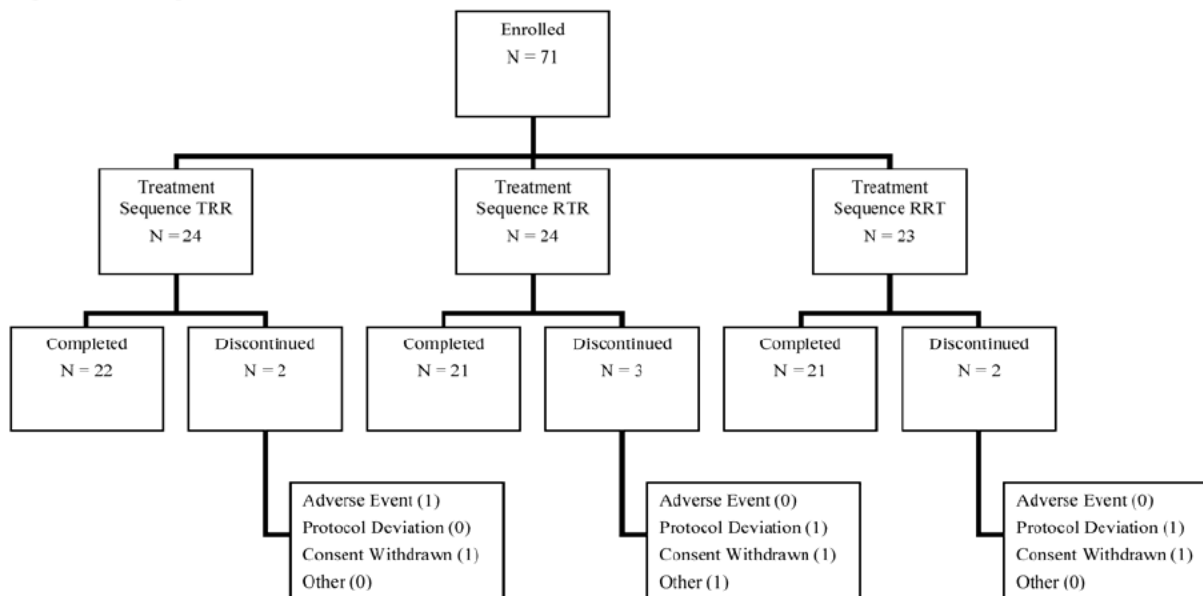 Enrolled
N = 71
Treatment
Sequence TRR
N = 24
Treatment
Sequence RTR
N = 24
Treatment
Sequence RRT
N = 23
Completed
N = 22
Discontinued
N = 2
Completed
N = 21
Discontinued
N = 3
Completed
N = 21
Discontinued
N = 2
Adverse Event (1)
Protocol Deviation (0)
Consent Withdrawn (1)
Other (0)
Adverse Event (0)
Protocol Deviation (1)
Consent Withdrawn (1)
Other (1)
Adverse Event (0)
Protocol Deviation (1)
Consent Withdrawn (1)
Other (0)